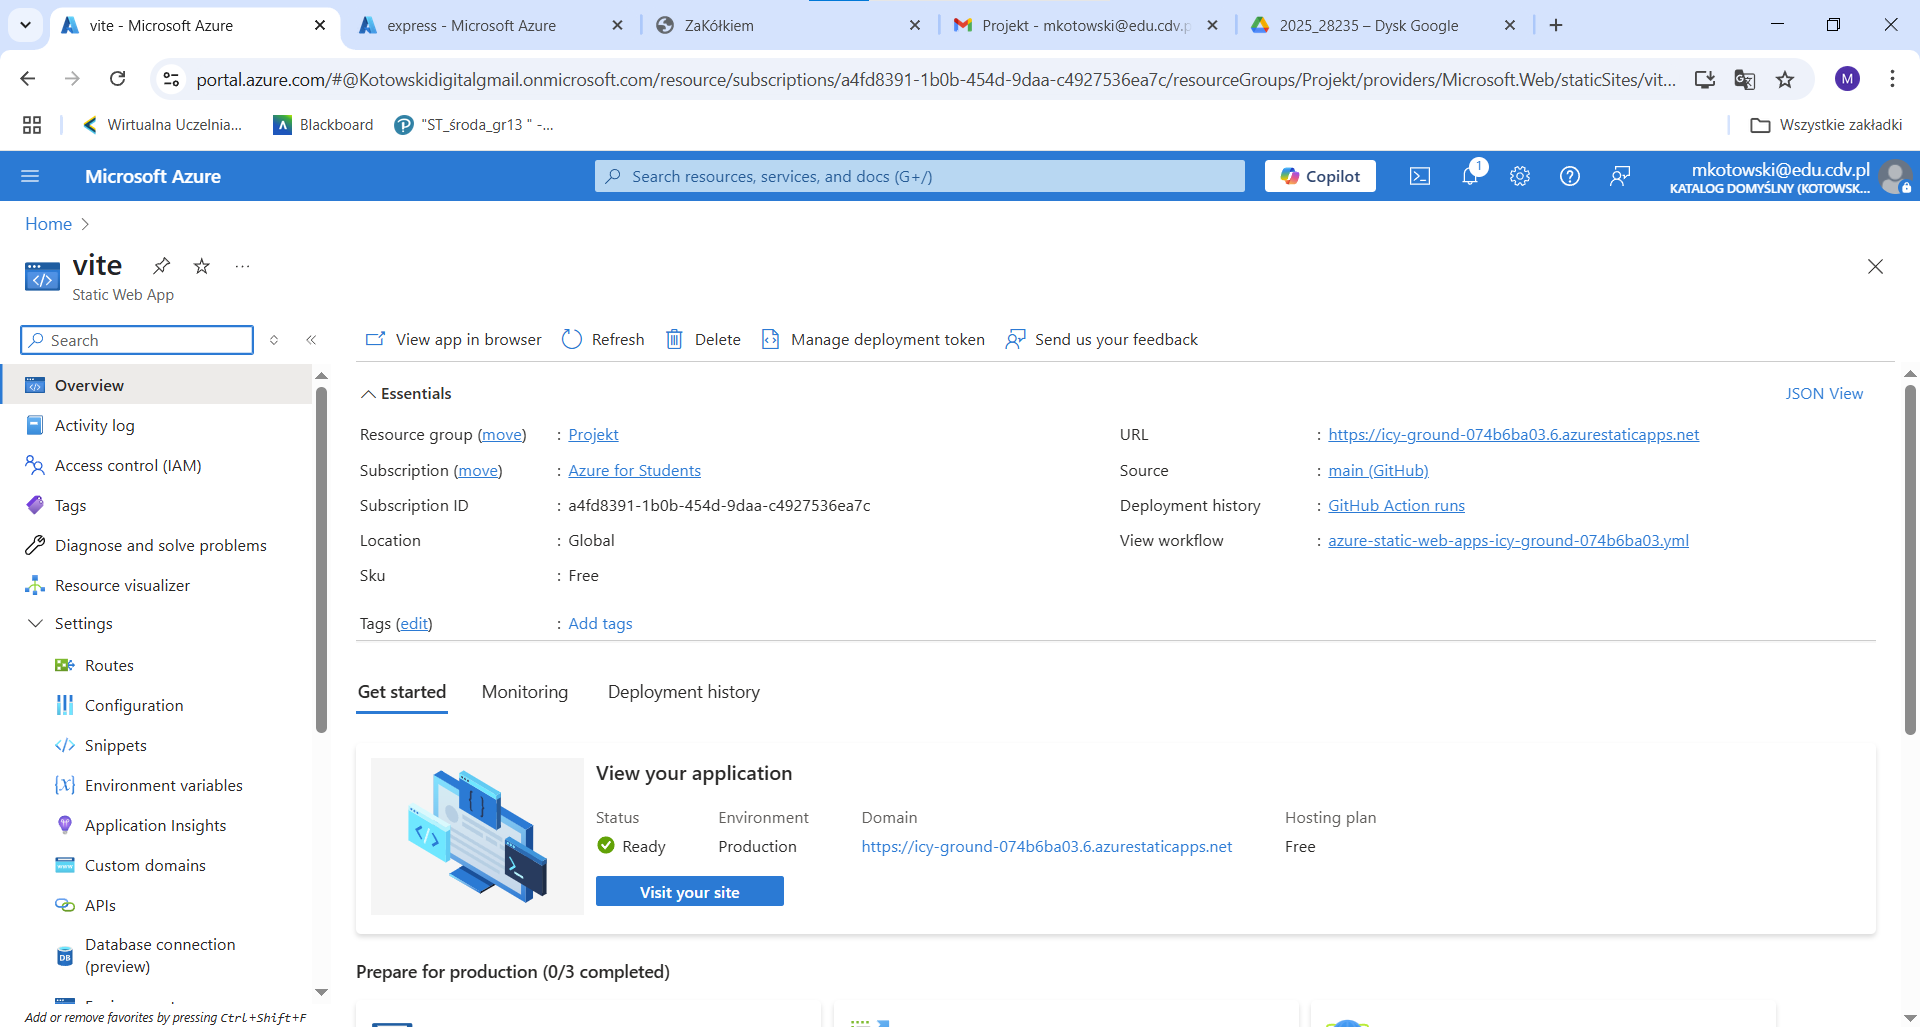 vite - Microsoft Azure
express - Microsoft Azure
ZaKółkiem
Projekt - mkotowski@edu.cdv.p
2025_28235 – Dysk Google
portal.azure.com/#@Kotowskidigitalgmail.onmicrosoft.com/resource/subscriptions/a4fd8391-1b0b-454d-9daa-c4927536ea7c/resourceGroups/Projekt/providers/Microsoft.Web/staticSites/vit...
M
Wirtualna Uczelnia...
Blackboard
"ST_środa_gr13 " -...
Wszystkie zakładki
Microsoft Azure
Search resources, services, and docs (G+/)
Copilot
1
mkotowski@edu.cdv.pl
KATALOG DOMYŚLNY (KOTOWSK...
Home
vite
Static Web App
Search
View app in browser
Refresh
Delete
Manage deployment token
Send us your feedback
Overview
Activity log
Access control (IAM)
Tags
Diagnose and solve problems
Resource visualizer
Settings
Routes
Configuration
Snippets
Environment variables
Application Insights
Custom domains
APIs
Database connection
(preview)
Add or remove favorites by pressing Ctrl+Shift+F
Essentials
JSON View
Resource group (move) : Projekt
Subscription (move) : Azure for Students
Subscription ID : a4fd8391-1b0b-454d-9daa-c4927536ea7c
Location : Global
Sku : Free
Tags (edit) : Add tags
URL : https://icy-ground-074b6ba03.6.azurestaticapps.net
Source : main (GitHub)
Deployment history : GitHub Action runs
View workflow : azure-static-web-apps-icy-ground-074b6ba03.yml
Get started
Monitoring
Deployment history
View your application
Status
Environment
Domain
Hosting plan
Ready
Production
https://icy-ground-074b6ba03.6.azurestaticapps.net
Free
Visit your site
Prepare for production (0/3 completed)